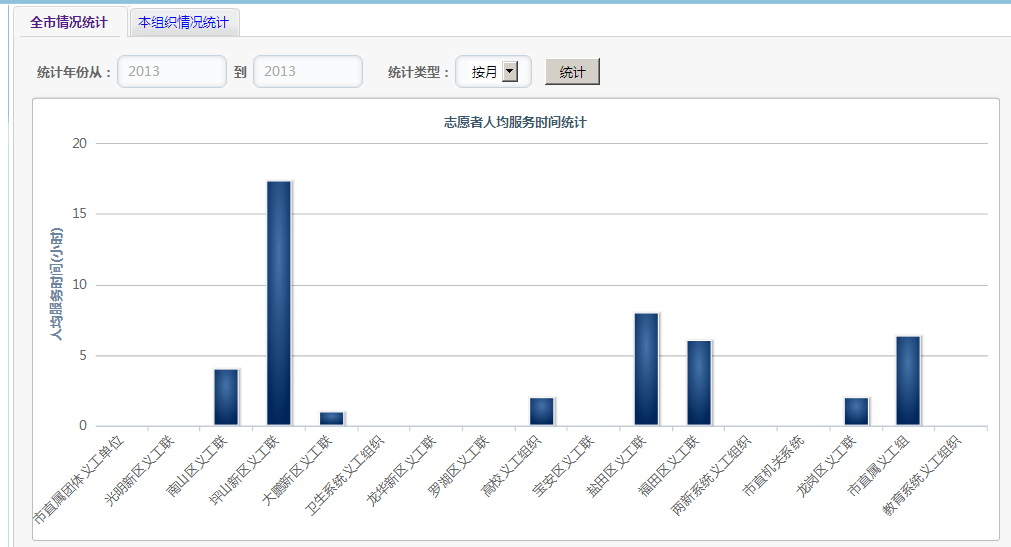 全市情况统计 本组织情况统计
统计年份从： 2013 到 2013 统计类型： 按月 统计
志愿者人均服务时间统计
人均服务时间(小时)
20
15
10
5
0
市直属团体义工单位
光明新区义工联
南山区义工联
坪山新区义工联
大鹏新区义工联
卫生系统义工组织
龙华新区义工联
罗湖区义工联
高校义工组织
宝安区义工联
盐田区义工联
福田区义工联
两新系统义工组织
市直机关系统
龙岗区义工联
市直属义工组
教育系统义工组织